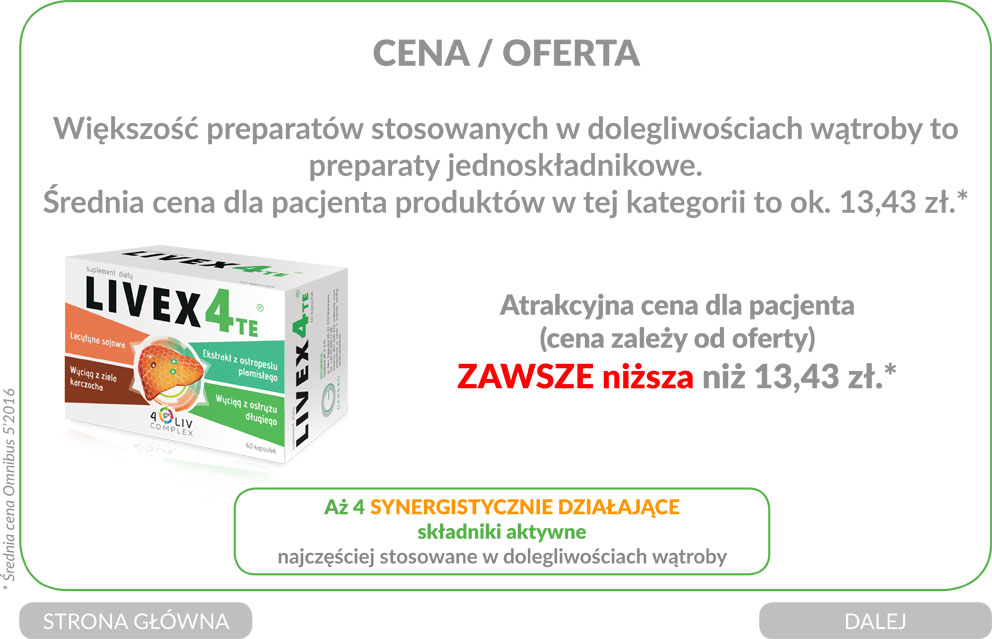 CENA / OFERTA
Większość preparatów stosowanych w dolegliwościach wątroby to
preparaty jednoskładnikowe.
Średnia cena dla pacjenta produktów w tej kategorii to ok. 13,43 zł.*
LIVEX 4TE
suplement diety
LIVEX 4TE ®
Lecytyna sojowa
Ekstrakt z ostropestu
plamistego
Wyciąg z ziela
karczocha
Wyciąg z ostryżu
długiego
4 LIV
COMPLEX
60 kapsułek
LIVEX 4TE
Atrakcyjna cena dla pacjenta
(cena zależy od oferty)
ZAWSZE niższa niż 13,43 zł.*
Aż 4 SYNERGISTYCZNIE DZIAŁAJĄCE
składniki aktywne
najczęściej stosowane w dolegliwościach wątroby
* Średnia cena Omnibus 5'2016
STRONA GŁÓWNA
DALEJ